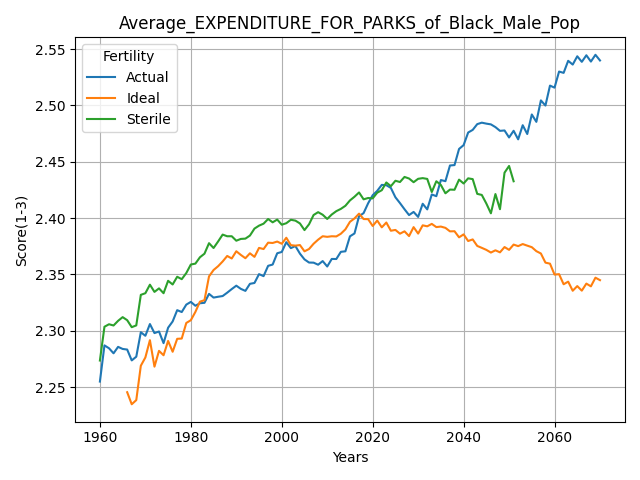 Average_EXPENDITURE_FOR_PARKS_of_Black_Male_Pop
Fertility
Actual
Ideal
Sterile
Score(1-3)
2.55
2.50
2.45
2.40
2.35
2.30
2.25
1960 1980 2000 2020 2040 2060
Years